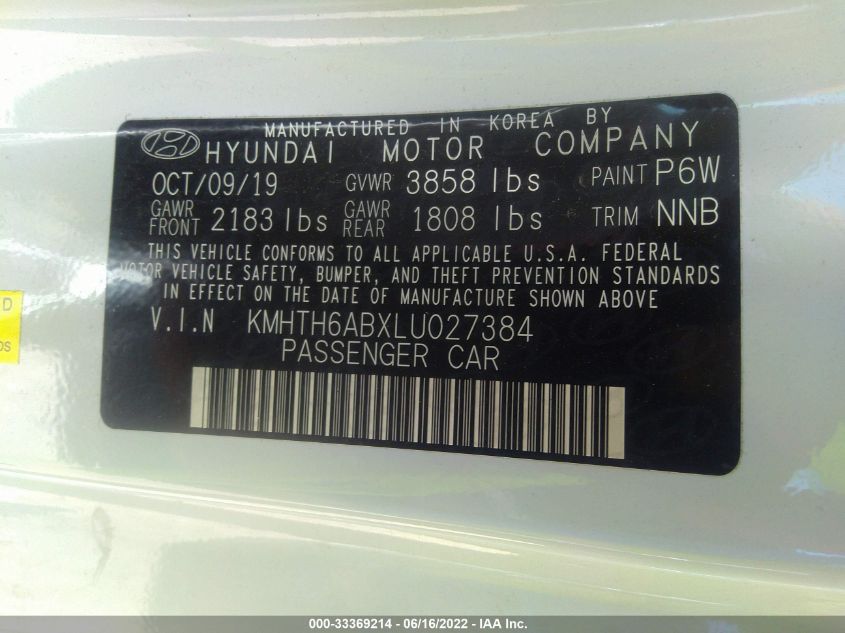 MANUFACTURED IN KOREA BY
HYUNDAI MOTOR COMPANY
OCT/09/19 GVWR 3858 lbs PAINT P6W
GAWR FRONT 2183 lbs GAWR REAR 1808 lbs TRIM NNB
THIS VEHICLE CONFORMS TO ALL APPLICABLE U.S.A. FEDERAL
MOTOR VEHICLE SAFETY, BUMPER, AND THEFT PREVENTION STANDARDS
IN EFFECT ON THE DATE OF MANUFACTURE SHOWN ABOVE
V.I.N KMHTH6ABXLU027384
PASSENGER CAR
000-33369214 - 06/16/2022 - IAA Inc.